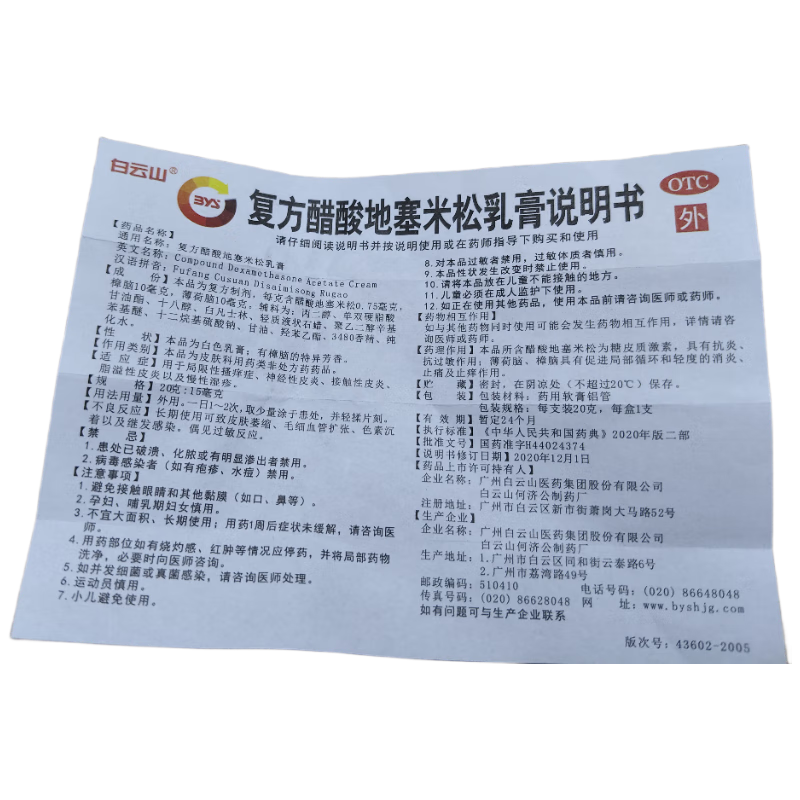 白云山®
BYS
复方醋酸地塞米松乳膏说明书
OTC
外
请仔细阅读说明书并按说明使用或在药师指导下购买和使用
【药品名称】
通用名称：复方醋酸地塞米松乳膏
英文名称：Compound Dexamethasone Acetate Cream
汉语拼音：Fufang Cusuan Disaimisong Rugao
【成　　份】本品为复方制剂，每克含醋酸地塞米松0.75毫克，
樟脑10毫克，薄荷脑10毫克；辅料为：丙二醇、单双硬脂酸
甘油酯、十八醇、白凡士林、轻质液状石蜡、聚乙二醇辛基
苯基醚、十二烷基硫酸钠、甘油、羟苯乙酯、3480香精、纯
化水。
【性　　状】本品为白色乳膏；有樟脑的特异芳香。
【作用类别】本品为皮肤科用药类非处方药药品。
【适 应 症】用于局限性瘙痒症、神经性皮炎、接触性皮炎、
脂溢性皮炎以及慢性湿疹。
【规　　格】20克:15毫克
【用法用量】外用。一日1~2次，取少量涂于患处，并轻揉片刻。
【不良反应】长期使用可致皮肤萎缩、毛细血管扩张、色素沉
着以及继发感染。偶见过敏反应。
【禁　　忌】
1.患处已破溃、化脓或有明显渗出者禁用。
2.病毒感染者（如有疱疹、水痘）禁用。
【注意事项】
1.避免接触眼睛和其他黏膜（如口、鼻等）。
2.孕妇、哺乳期妇女慎用。
3.不宜大面积、长期使用；用药1周后症状未缓解，请咨询医
师。
4.用药部位如有烧灼感、红肿等情况应停药，并将局部药物
洗净，必要时向医师咨询。
5.如并发细菌或真菌感染，请咨询医师处理。
6.运动员慎用。
7.小儿避免使用。
8.对本品过敏者禁用，过敏体质者慎用。
9.本品性状发生改变时禁止使用。
10.请将本品放在儿童不能接触的地方。
11.儿童必须在成人监护下使用。
12.如正在使用其他药品，使用本品前请咨询医师或药师。
【药物相互作用】
如与其他药物同时使用可能会发生药物相互作用，详情请咨
询医师或药师。
【药理作用】本品所含醋酸地塞米松为糖皮质激素，具有抗炎、
抗过敏作用；薄荷脑、樟脑具有促进局部循环和轻度的消炎、
止痛及止痒作用。
【贮　　藏】密封，在阴凉处（不超过20℃）保存。
【包　　装】包装材料：药用软膏铝管
包装规格：每支装20克，每盒1支
【有 效 期】暂定24个月
【执行标准】《中华人民共和国药典》2020年版二部
【批准文号】国药准字H44024374
【说明书修订日期】2020年12月1日
【药品上市许可持有人】
企业名称：广州白云山医药集团股份有限公司
白云山何济公制药厂
注册地址：广州市白云区新市街萧岗大马路52号
【生产企业】
企业名称：广州白云山医药集团股份有限公司
白云山何济公制药厂
生产地址：1.广州市白云区同和街云泰路6号
2.广州市荔湾路49号
邮政编码：510410　电话号码：(020) 86648048
传真号码：(020) 86628048　网　　址：www.byshjg.com
如有问题可与生产企业联系
版次号：43602-2005